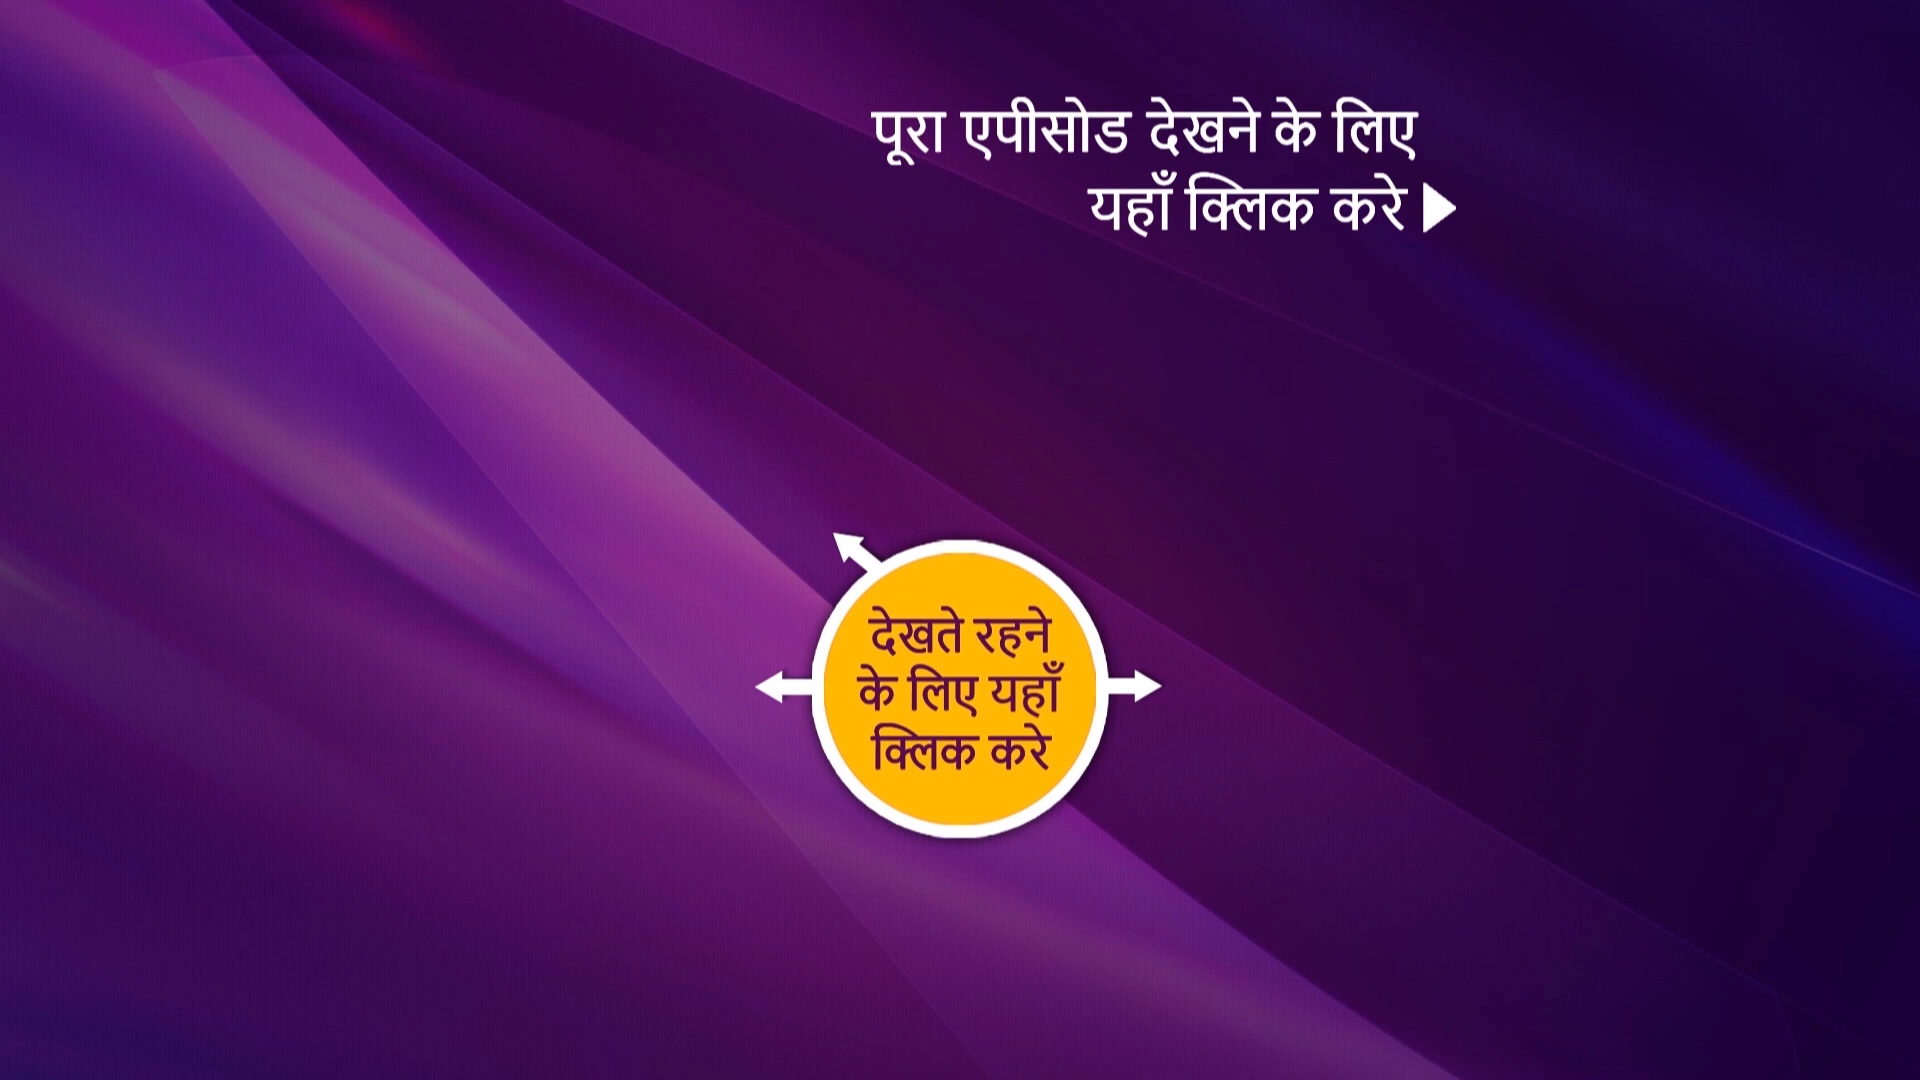 पूरा एपीसोड देखने के लिए
यहाँ क्लिक करे
देखते रहने
के लिए यहाँ
क्लिक करे